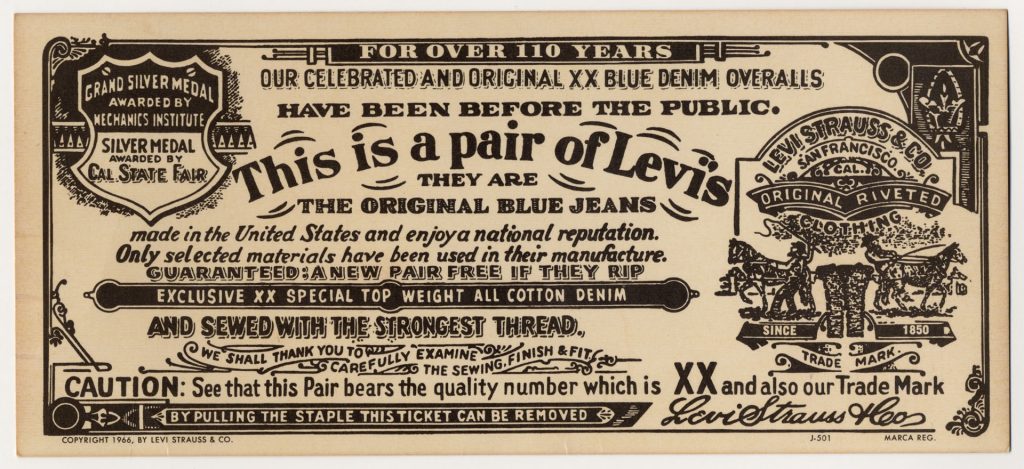 FOR OVER 110 YEARS
OUR CELEBRATED AND ORIGINAL XX BLUE DENIM OVERALLS
HAVE BEEN BEFORE THE PUBLIC.
GRAND SILVER MEDAL
AWARDED BY
MECHANICS INSTITUTE
SILVER MEDAL
AWARDED BY
CAL. STATE FAIR
This is a pair of Levi's
THEY ARE
THE ORIGINAL BLUE JEANS
made in the United States and enjoy a national reputation.
Only selected materials have been used in their manufacture.
GUARANTEED: A NEW PAIR FREE IF THEY RIP
EXCLUSIVE XX SPECIAL TOP WEIGHT ALL COTTON DENIM
AND SEWED WITH THE STRONGEST THREAD.
WE SHALL THANK YOU TO
CAREFULLY EXAMINE
THE SEWING, FINISH & FIT
LEVI STRAUSS & CO.
SAN FRANCISCO
CAL.
ORIGINAL RIVETED
CLOTHING
SINCE 1850
TRADE MARK.
CAUTION: See that this Pair bears the quality number which is XX and also our Trade Mark
BY PULLING THE STAPLE THIS TICKET CAN BE REMOVED
Levi Strauss & Co
COPYRIGHT 1966, BY LEVI STRAUSS & CO.
J-501
MARCA REG.